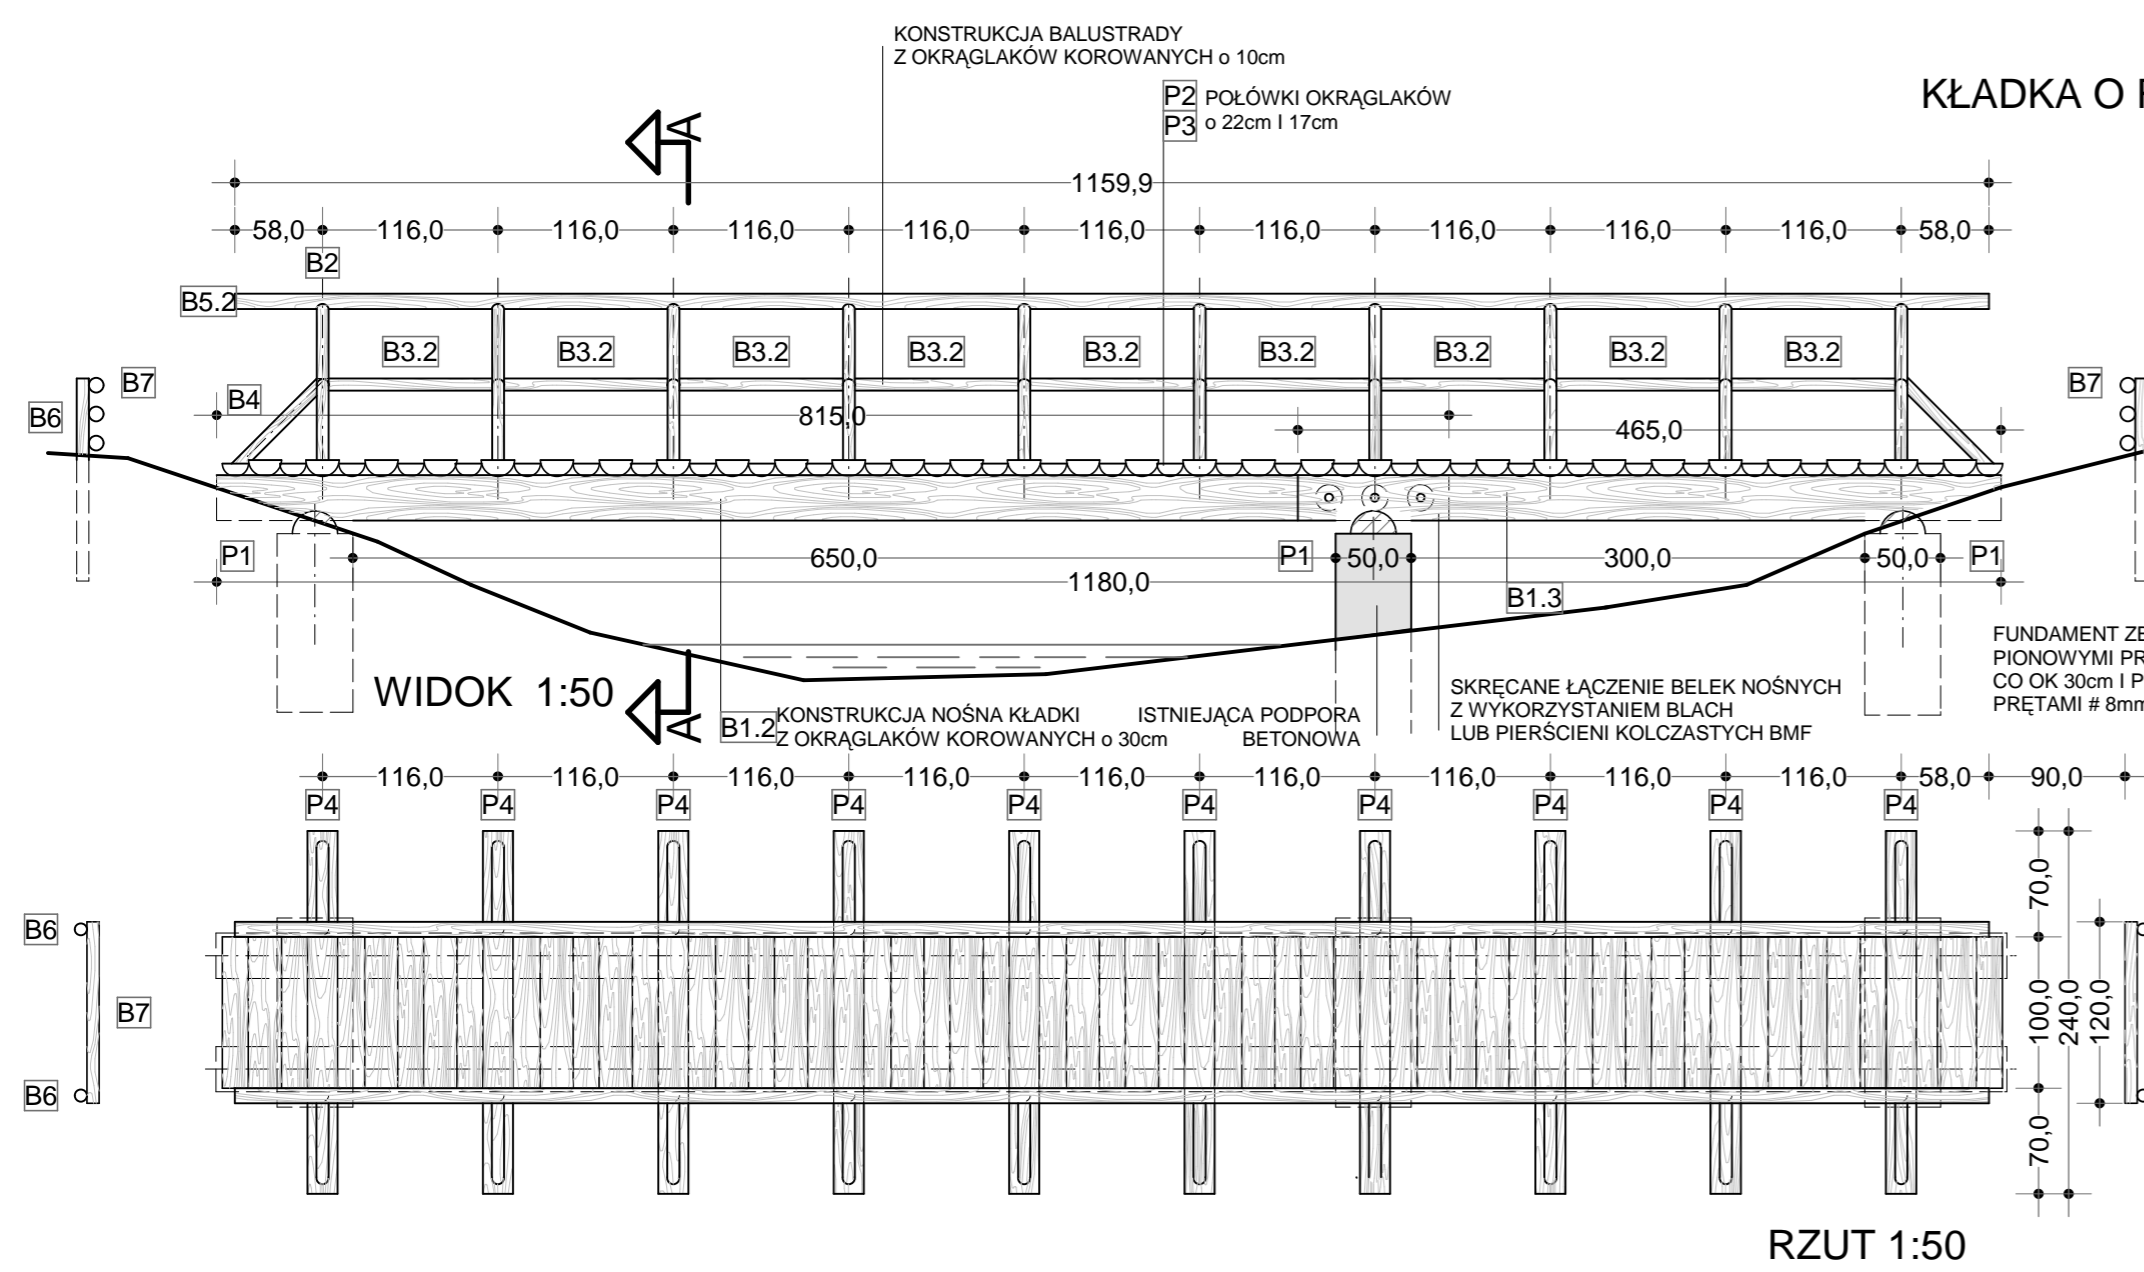 KONSTRUKCJA BALUSTRADY
Z OKRĄGLAKÓW KOROWANYCH o 10cm
P2 POŁÓWKI OKRĄGLAKÓW
P3 o 22cm I 17cm
KŁADKA O
A
1159,9
58,0 116,0 116,0 116,0 116,0 116,0 116,0 116,0 116,0 116,0 58,0
B2
B5.2
B3.2 B3.2 B3.2 B3.2 B3.2 B3.2 B3.2 B3.2 B3.2
B7 B7
B6 B4
815,0
465,0
P1 650,0 P1 50,0 300,0 50,0 P1
1180,0
B1.3
FUNDAMENT
PIONOWYMI
CO OK 30cm I
PRĘTAMI # 8mm
WIDOK 1:50
A
B1.2 KONSTRUKCJA NOŚNA KŁADKI
Z OKRĄGLAKÓW KOROWANYCH o 30cm
ISTNIEJĄCA PODPORA
BETONOWA
SKRĘCANE ŁĄCZENIE BELEK NOŚNYCH
Z WYKORZYSTANIEM BLACH
LUB PIERŚCIENI KOLCZASTYCH BMF
116,0 116,0 116,0 116,0 116,0 116,0 116,0 116,0 116,0 58,0 90,0
P4 P4 P4 P4 P4 P4 P4 P4 P4 P4
70,0
B6
B7
100,0 240,0 120,0
B6
70,0
RZUT 1:50